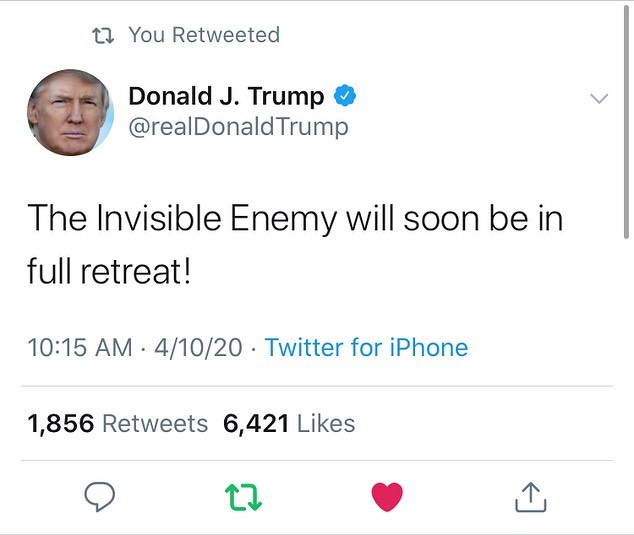 You Retweeted
Donald J. Trump
@realDonaldTrump
The Invisible Enemy will soon be in
full retreat!
10:15 AM · 4/10/20 · Twitter for iPhone
1,856 Retweets 6,421 Likes